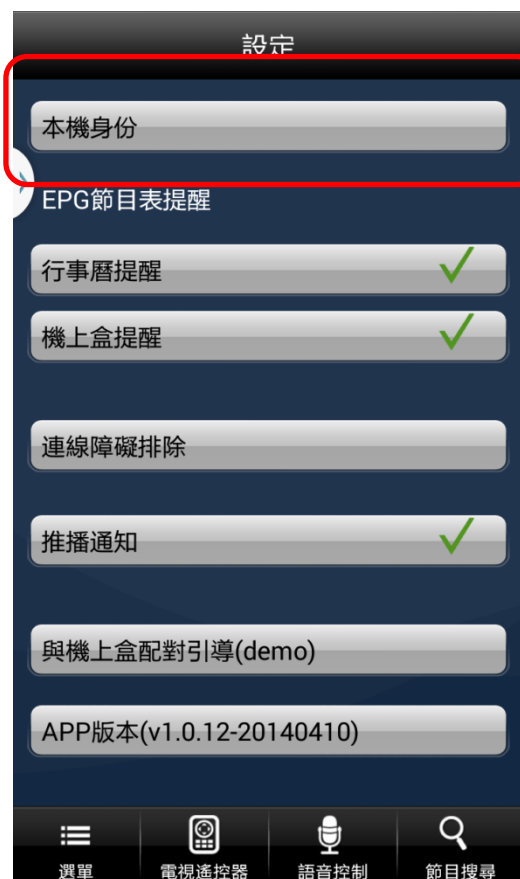 設定
本機身份
EPG節目表提醒
行事曆提醒
機上盒提醒
連線障礙排除
推播通知
與機上盒配對引導(demo)
APP版本(v1.0.12-20140410)
選單 電視遙控器 語音控制 節目搜尋